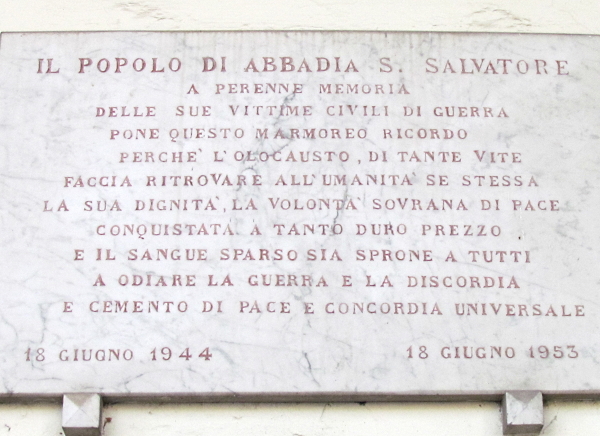 IL POPOLO DI ABBADIA S. SALVATORE
A PERENNE MEMORIA
DELLE SUE VITTIME CIVILI DI GUERRA
PONE QUESTO MARMOREO RICORDO
PERCHE' L'OLOCAUSTO, DI TANTE VITE
FACCIA RITROVARE ALL'UMANITA' SE STESSA
LA SUA DIGNITA', LA VOLONTA' SOVRANA DI PACE
CONQUISTATA A TANTO DURO PREZZO
E IL SANGUE SPARSO SIA SPRONE A TUTTI
A ODIARE LA GUERRA E LA DISCORDIA
E CEMENTO DI PACE E CONCORDIA UNIVERSALE
18 GIUGNO 1944 18 GIUGNO 1953